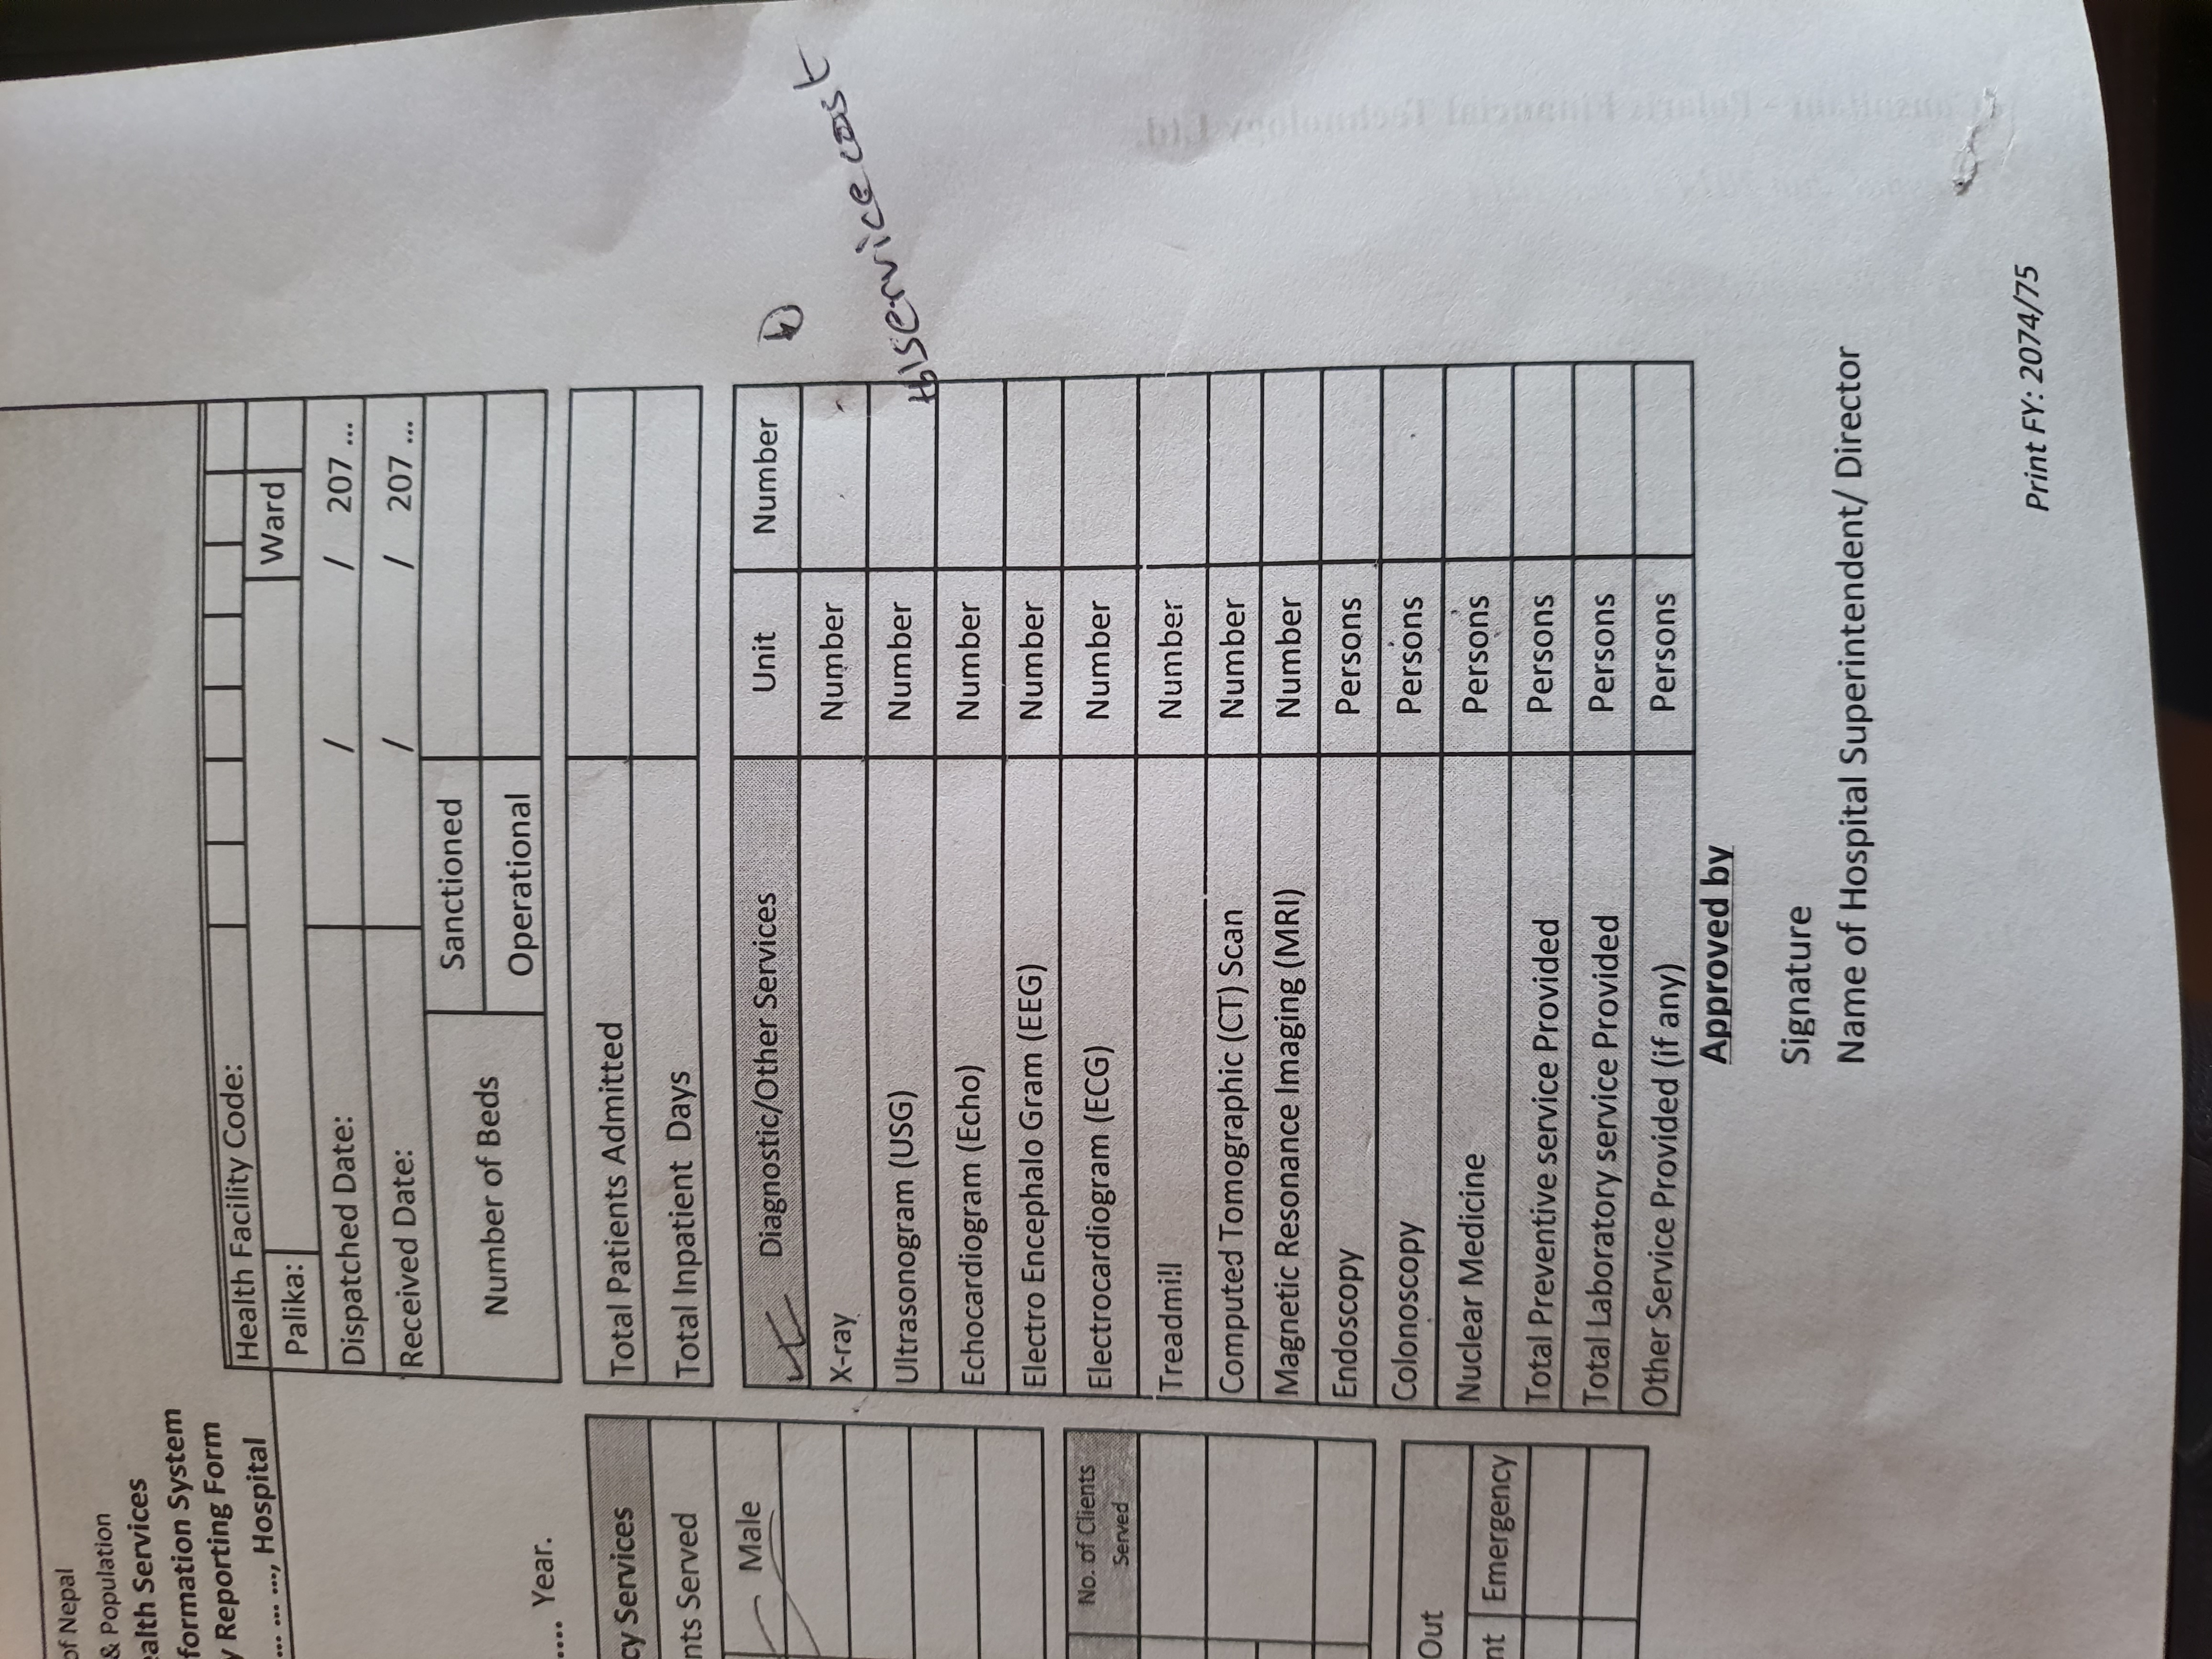 of Nepal
& Population
ealth Services
formation System
y Reporting Form
... ... ..., Hospital
Health Facility Code:
Palika:
Ward
Dispatched Date: / / 207 ...
Received Date: / / 207 ...
Number of Beds
Sanctioned
Operational
.... Year.
Total Patients Admitted
Total Inpatient Days
cy Services
nts Served
Male
No. of Clients
Served
Out
nt Emergency
Diagnostic/Other Services Unit Number
X-ray Number
Ultrasonogram (USG) Number
Echocardiogram (Echo) Number
Electro Encephalo Gram (EEG) Number
Electrocardiogram (ECG) Number
Treadmill Number
Computed Tomographic (CT) Scan Number
Magnetic Resonance Imaging (MRI) Number
Endoscopy Persons
Colonoscopy Persons
Nuclear Medicine Persons
Total Preventive service Provided Persons
Total Laboratory service Provided Persons
Other Service Provided (if any) Persons
service cost
Approved by
Signature
Name of Hospital Superintendent/ Director
Print FY: 2074/75